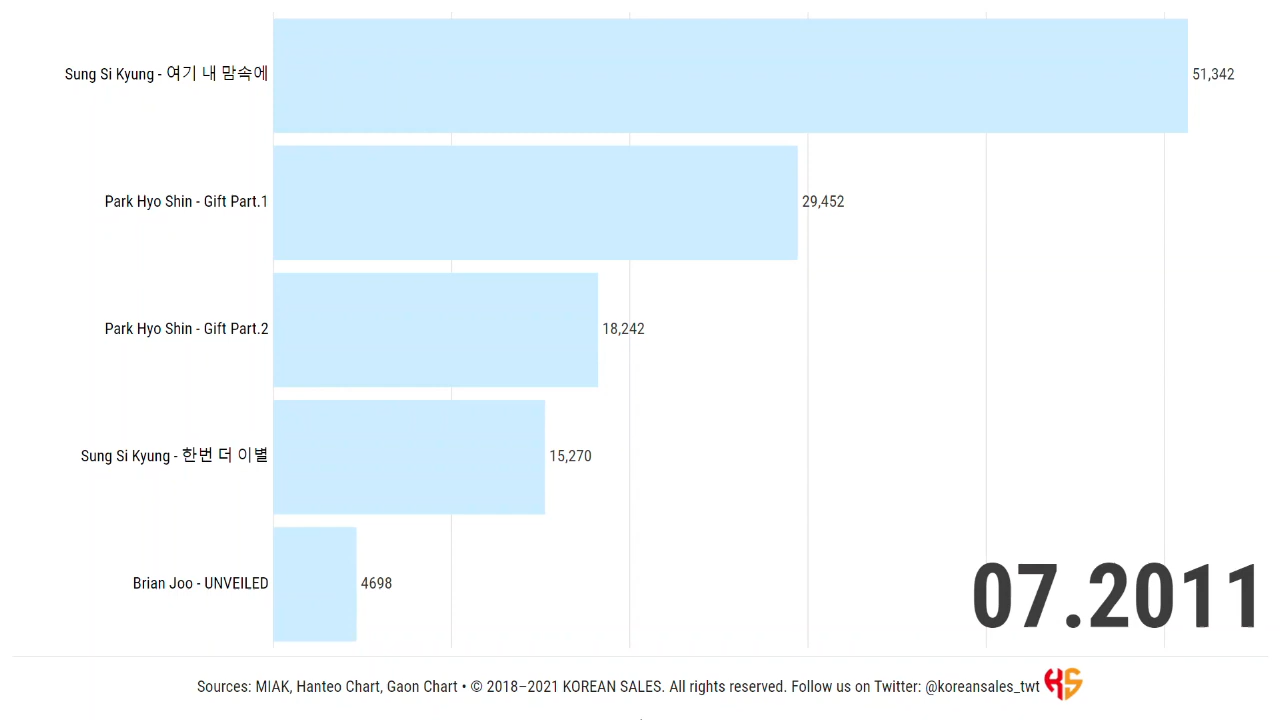 Sung Si Kyung - 여기 내 맘속에 51,342
Park Hyo Shin - Gift Part.1 29,452
Park Hyo Shin - Gift Part.2 18,242
Sung Si Kyung - 한번 더 이별 15,270
Brian Joo - UNVEILED 4698
07.2011
Sources: MIAK, Hanteo Chart, Gaon Chart • © 2018–2021 KOREAN SALES. All rights reserved. Follow us on Twitter: @koreansales_twt KS